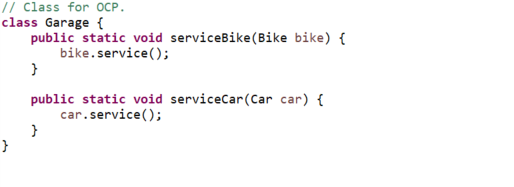 // Class for OCP.
class Garage {
    public static void serviceBike(Bike bike) {
        bike.service();
    }

    public static void serviceCar(Car car) {
        car.service();
    }
}